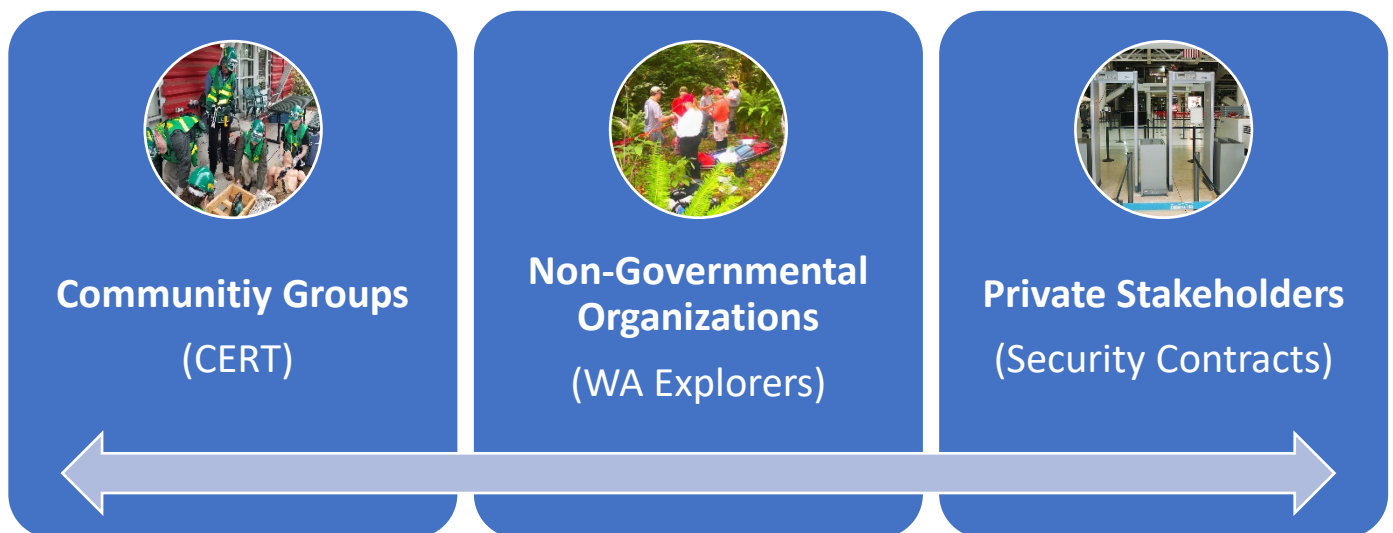 Communitiy Groups
(CERT)
Non-Governmental
Organizations
(WA Explorers)
Private Stakeholders
(Security Contracts)